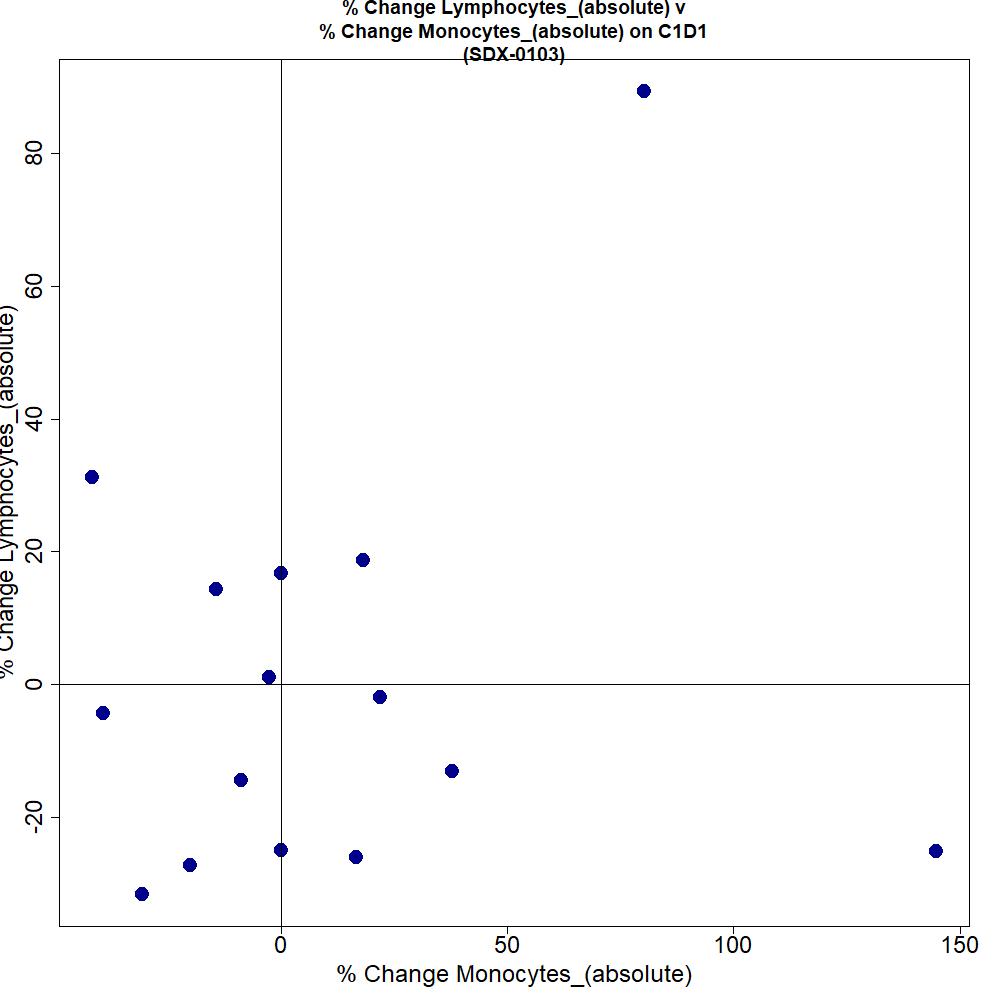 % Change Lymphocytes_(absolute) v
% Change Monocytes_(absolute) on C1D1
(SDX-0103)
% Change Lymphocytes_(absolute)
80
60
40
20
0
-20
0
50
100
150
% Change Monocytes_(absolute)